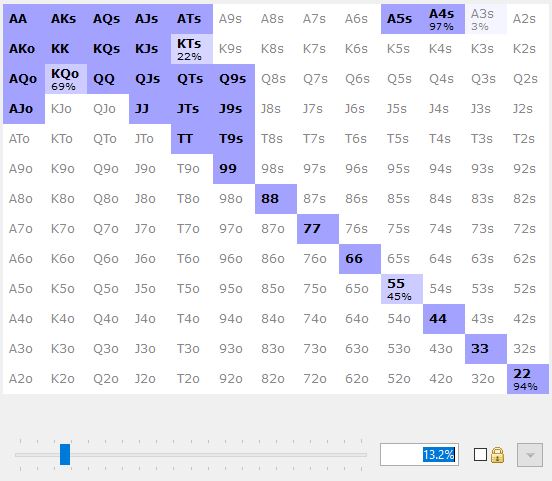 AA AKs AQs AJs ATs A9s A8s A7s A6s A5s A4s A3s A2s
97% 3%
AKo KK KQs KJs KTs K9s K8s K7s K6s K5s K4s K3s K2s
22%
AQo KQo QQ QJs QTs Q9s Q8s Q7s Q6s Q5s Q4s Q3s Q2s
69%
AJo KJo QJo JJ JTs J9s J8s J7s J6s J5s J4s J3s J2s
ATo KTo QTo JTo TT T9s T8s T7s T6s T5s T4s T3s T2s
A9o K9o Q9o J9o T9o 99 98s 97s 96s 95s 94s 93s 92s
A8o K8o Q8o J8o T8o 98o 88 87s 86s 85s 84s 83s 82s
A7o K7o Q7o J7o T7o 97o 87o 77 76s 75s 74s 73s 72s
A6o K6o Q6o J6o T6o 96o 86o 76o 66 65s 64s 63s 62s
A5o K5o Q5o J5o T5o 95o 85o 75o 65o 55 54s 53s 52s
45%
A4o K4o Q4o J4o T4o 94o 84o 74o 64o 54o 44 43s 42s
A3o K3o Q3o J3o T3o 93o 83o 73o 63o 53o 43o 33 32s
A2o K2o Q2o J2o T2o 92o 82o 72o 62o 52o 42o 32o 22
94%
13.2%